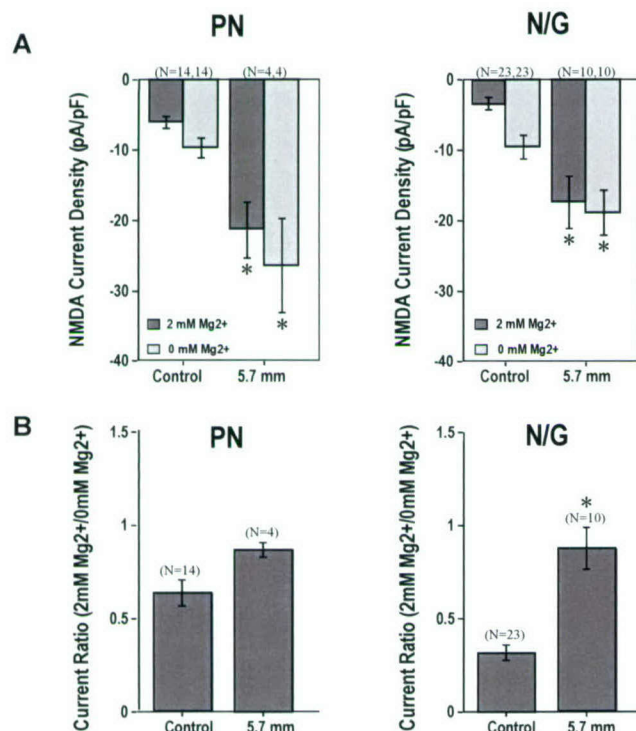 A
PN
N/G
(N=14,14) (N=4,4)
(N=23,23) (N=10,10)
NMDA Current Density (pA/pF)
0
-10
-20
-30
-40
* *
2 mM Mg2+
0 mM Mg2+
Control 5.7 mm
NMDA Current Density (pA/pF)
0
-10
-20
-30
-40
* *
2 mM Mg2+
0 mM Mg2+
Control 5.7 mm
B
PN
N/G
Current Ratio (2mM Mg2+/0mM Mg2+)
1.5
1
0.5
0
(N=14)
(N=4)
Control 5.7 mm
Current Ratio (2mM Mg2+/0mM Mg2+)
1.5
1
0.5
0
(N=23)
*
(N=10)
Control 5.7 mm